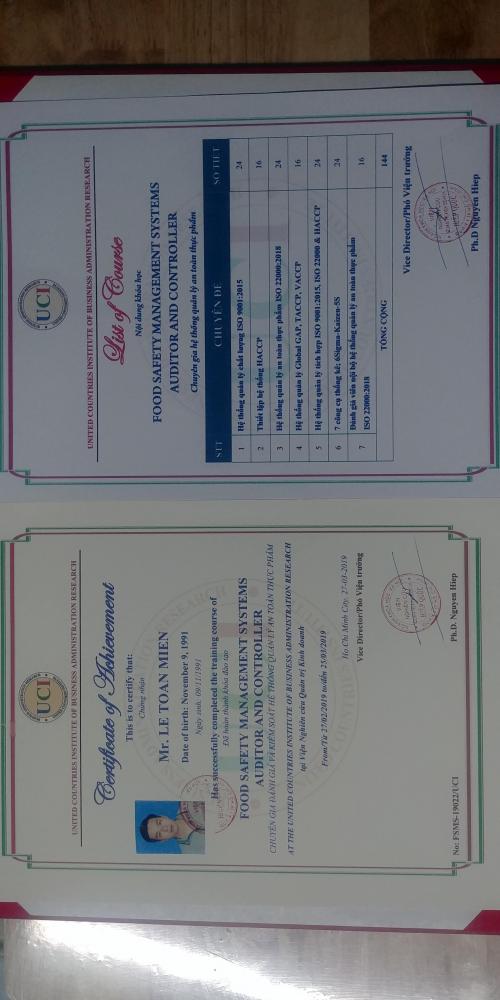 UCI
UNITED COUNTRIES INSTITUTE OF BUSINESS ADMINISTRATION RESEARCH
Certificate of Achievement
This is to certify that:
Chứng nhận
Mr. LE TOAN MIEN
Date of birth: November 9, 1991
Ngày sinh: 09/11/1991
Has successfully completed the training course of
Đã hoàn thành khoá đào tạo
FOOD SAFETY MANAGEMENT SYSTEMS
AUDITOR AND CONTROLLER
CHUYÊN GIA ĐÁNH GIÁ VÀ KIỂM SOÁT HỆ THỐNG QUẢN LÝ AN TOÀN THỰC PHẨM
AT THE UNITED COUNTRIES INSTITUTE OF BUSINESS ADMINISTRATION RESEARCH
tại Viện Nghiên cứu Quản trị Kinh doanh
From/Từ 27/02/2019 to/đến 25/03/2019
Ho Chi Minh City, 27-03-2019
Vice Director/Phó Viện trưởng
Ph.D. Nguyen Hiep
No: FSMS-19022/UCI
UCI
UNITED COUNTRIES INSTITUTE OF BUSINESS ADMINISTRATION RESEARCH
List of Course
Nội dung khóa học
FOOD SAFETY MANAGEMENT SYSTEMS
AUDITOR AND CONTROLLER
Chuyên gia hệ thống quản lý an toàn thực phẩm
STT CHUYÊN ĐỀ SỐ TIẾT
1 Hệ thống quản lý chất lượng ISO 9001:2015 24
2 Thiết lập hệ thống HACCP 16
3 Hệ thống quản lý an toàn thực phẩm ISO 22000:2018 24
4 Hệ thống quản lý Global GAP, TACCP, VACCP 16
5 Hệ thống quản lý tích hợp ISO 9001:2015, ISO 22000 & HACCP 24
6 7 công cụ thống kê; 6Sigma-Kaizen-5S 24
7 Đánh giá viên nội bộ hệ thống quản lý an toàn thực phẩm ISO 22000:2018 16
TỔNG CỘNG 144
Vice Director/Phó Viện trưởng
Ph.D Nguyễn Hiep